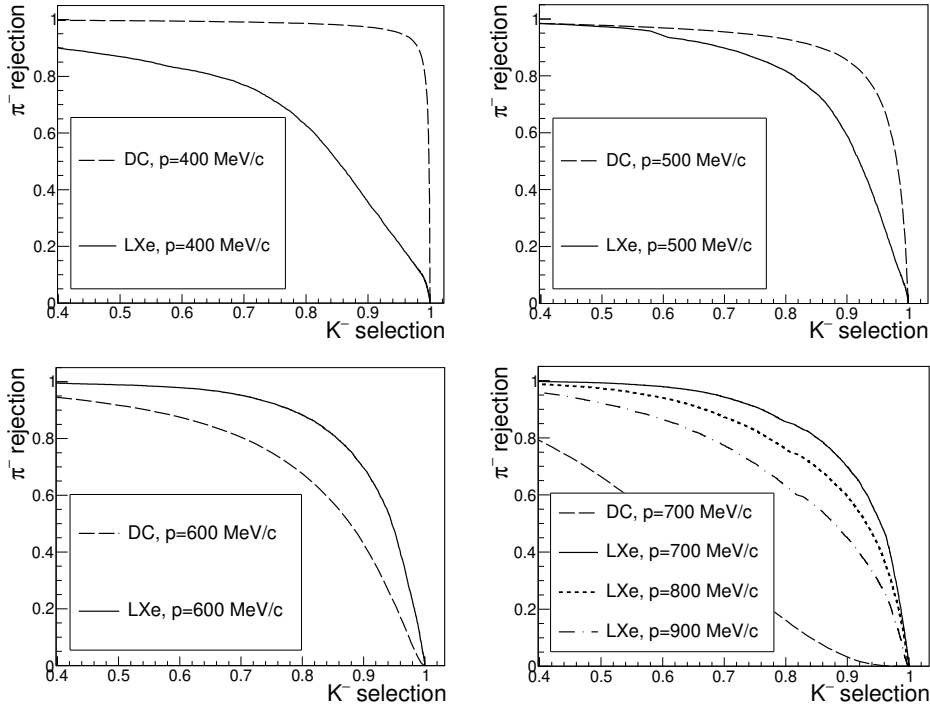 π⁻ rejection
1
0.8
0.6
0.4
0.2
0
DC, p=400 MeV/c
LXe, p=400 MeV/c
0.4 0.5 0.6 0.7 0.8 0.9 1
K⁻ selection
π⁻ rejection
1
0.8
0.6
0.4
0.2
0
DC, p=500 MeV/c
LXe, p=500 MeV/c
0.4 0.5 0.6 0.7 0.8 0.9 1
K⁻ selection
π⁻ rejection
1
0.8
0.6
0.4
0.2
0
DC, p=600 MeV/c
LXe, p=600 MeV/c
0.4 0.5 0.6 0.7 0.8 0.9 1
K⁻ selection
π⁻ rejection
1
0.8
0.6
0.4
0.2
0
DC, p=700 MeV/c
LXe, p=700 MeV/c
LXe, p=800 MeV/c
LXe, p=900 MeV/c
0.4 0.5 0.6 0.7 0.8 0.9 1
K⁻ selection